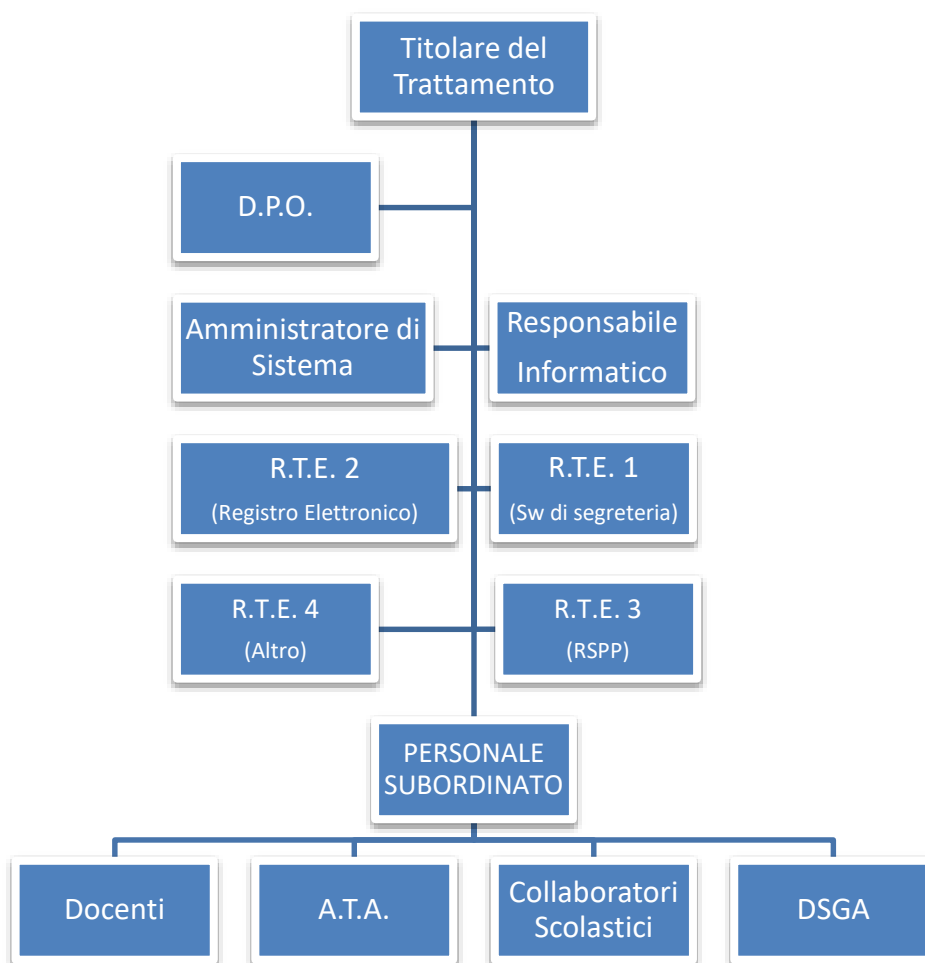 Titolare del
Trattamento
D.P.O.
Amministratore di
Sistema
Responsabile
Informatico
R.T.E. 2
(Registro Elettronico)
R.T.E. 1
(Sw di segreteria)
R.T.E. 4
(Altro)
R.T.E. 3
(RSPP)
PERSONALE
SUBORDINATO
Docenti
A.T.A.
Collaboratori
Scolastici
DSGA